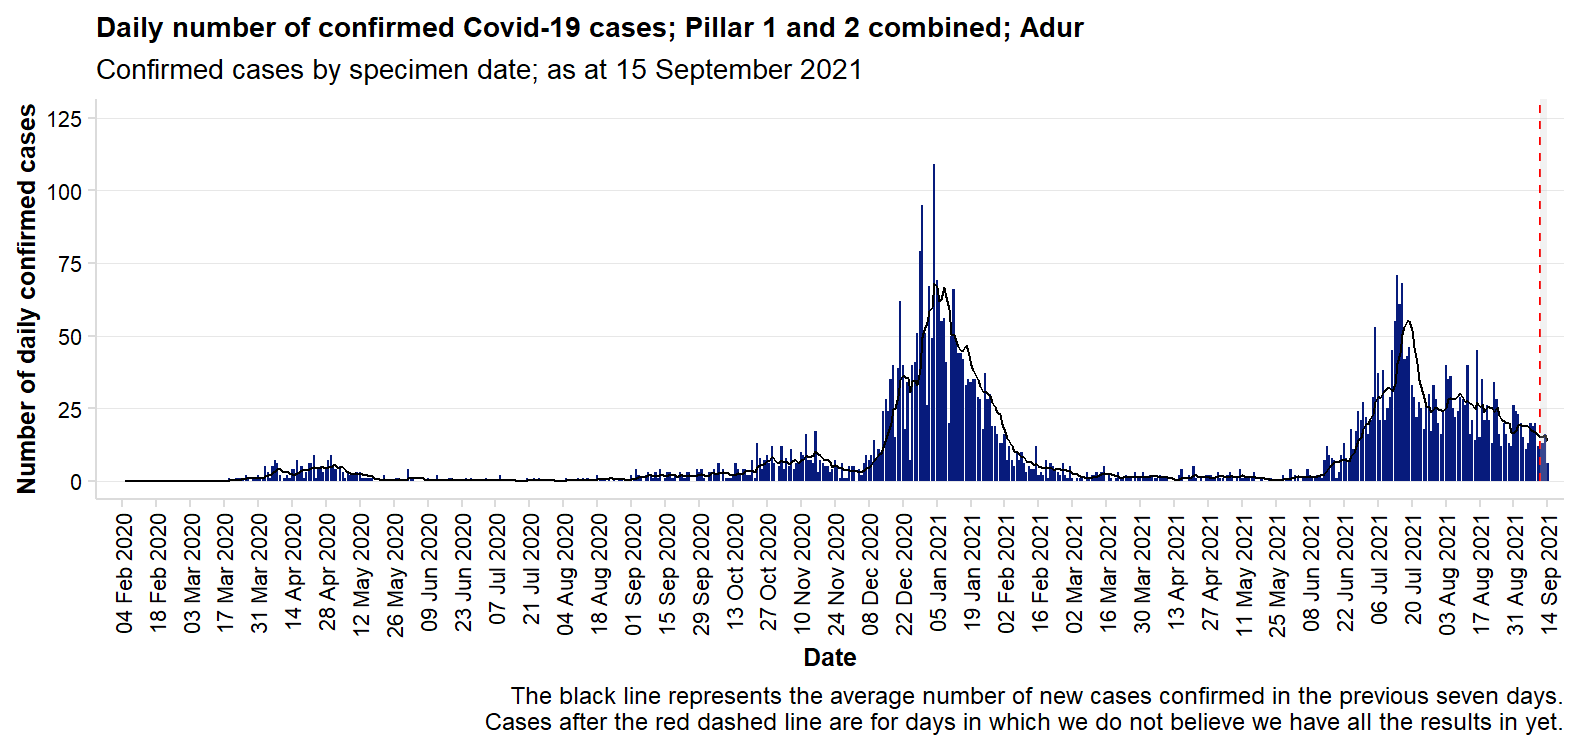 Daily number of confirmed Covid-19 cases; Pillar 1 and 2 combined; Adur
Confirmed cases by specimen date; as at 15 September 2021
Number of daily confirmed cases
125
100
75
50
25
0
04 Feb 2020
18 Feb 2020
03 Mar 2020
17 Mar 2020
31 Mar 2020
14 Apr 2020
28 Apr 2020
12 May 2020
26 May 2020
09 Jun 2020
23 Jun 2020
07 Jul 2020
21 Jul 2020
04 Aug 2020
18 Aug 2020
01 Sep 2020
15 Sep 2020
29 Sep 2020
13 Oct 2020
27 Oct 2020
10 Nov 2020
24 Nov 2020
08 Dec 2020
22 Dec 2020
05 Jan 2021
19 Jan 2021
02 Feb 2021
16 Feb 2021
02 Mar 2021
16 Mar 2021
30 Mar 2021
13 Apr 2021
27 Apr 2021
11 May 2021
25 May 2021
08 Jun 2021
22 Jun 2021
06 Jul 2021
20 Jul 2021
03 Aug 2021
17 Aug 2021
31 Aug 2021
14 Sep 2021
Date
The black line represents the average number of new cases confirmed in the previous seven days.
Cases after the red dashed line are for days in which we do not believe we have all the results in yet.